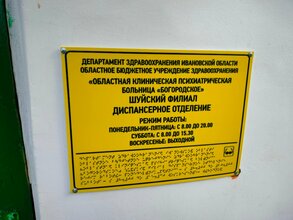 ДЕПАРТАМЕНТ ЗДРАВООХРАНЕНИЯ ИВАНОВСКОЙ ОБЛАСТИ
ОБЛАСТНОЕ БЮДЖЕТНОЕ УЧРЕЖДЕНИЕ ЗДРАВООХРАНЕНИЯ
«ОБЛАСТНАЯ КЛИНИЧЕСКАЯ ПСИХИАТРИЧЕСКАЯ
БОЛЬНИЦА «БОГОРОДСКОЕ»
ШУЙСКИЙ ФИЛИАЛ
ДИСПАНСЕРНОЕ ОТДЕЛЕНИЕ
РЕЖИМ РАБОТЫ:
ПОНЕДЕЛЬНИК-ПЯТНИЦА: С 8.00 ДО 20.00
СУББОТА: С 8.00 ДО 15.30
ВОСКРЕСЕНЬЕ: ВЫХОДНОЙ